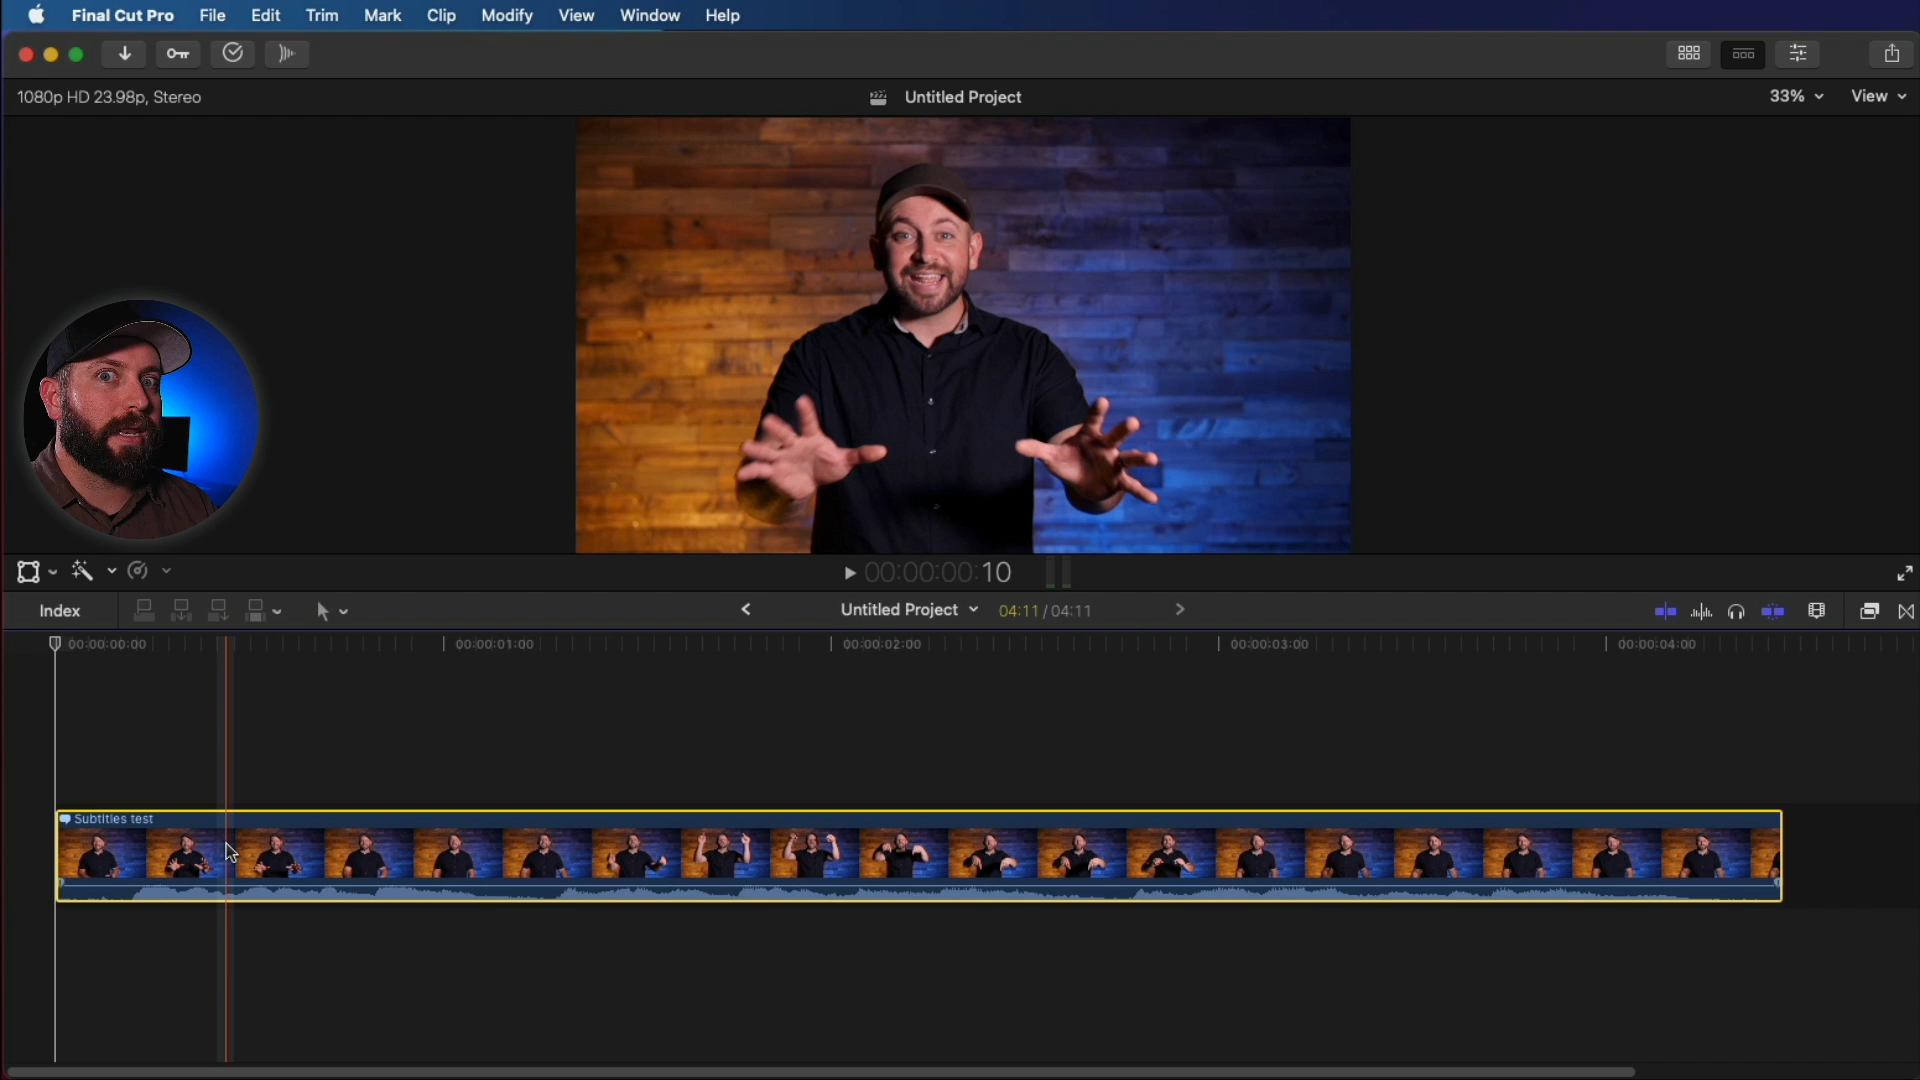 Final Cut Pro File Edit Trim Mark Clip Modify View Window Help
1080p HD 23.98p, Stereo Untitled Project 33% View
00:00:00:10
Index Untitled Project 04:11 / 04:11
00:00:00:00 00:00:01:00 00:00:02:00 00:00:03:00 00:00:04:00
Subtitles test